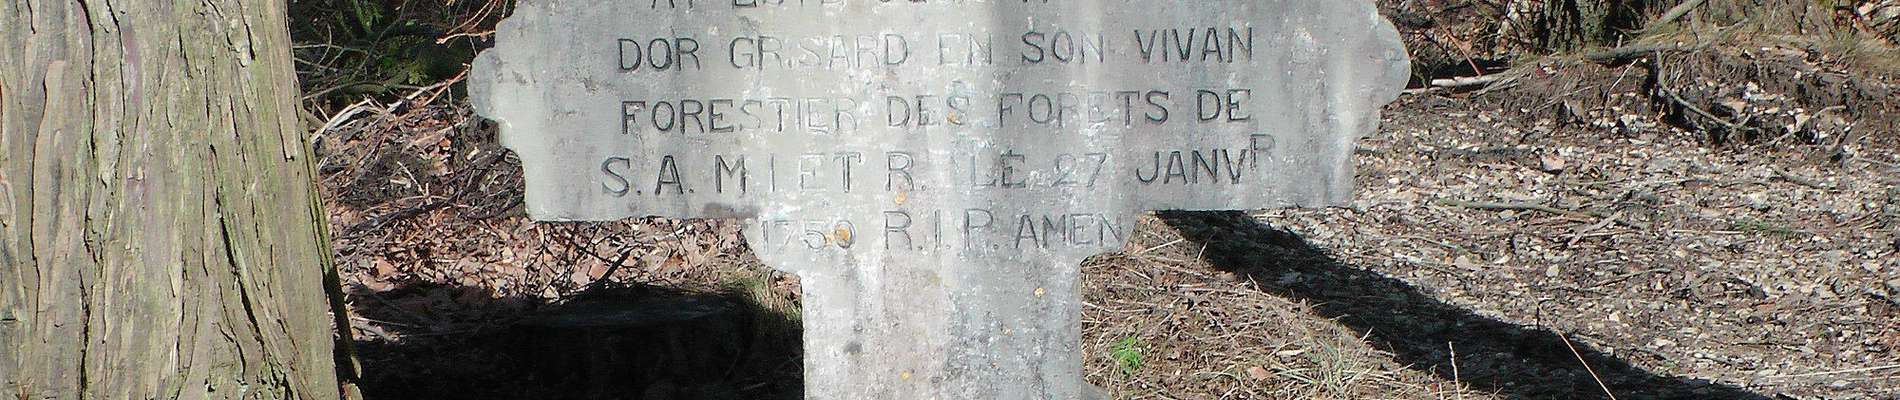 DOR GRISARD EN SON VIVAN
FORESTIER DES FORETS DE
S. A. M I ET R. LE 27 JANVR
1750 R.I.P. AMEN